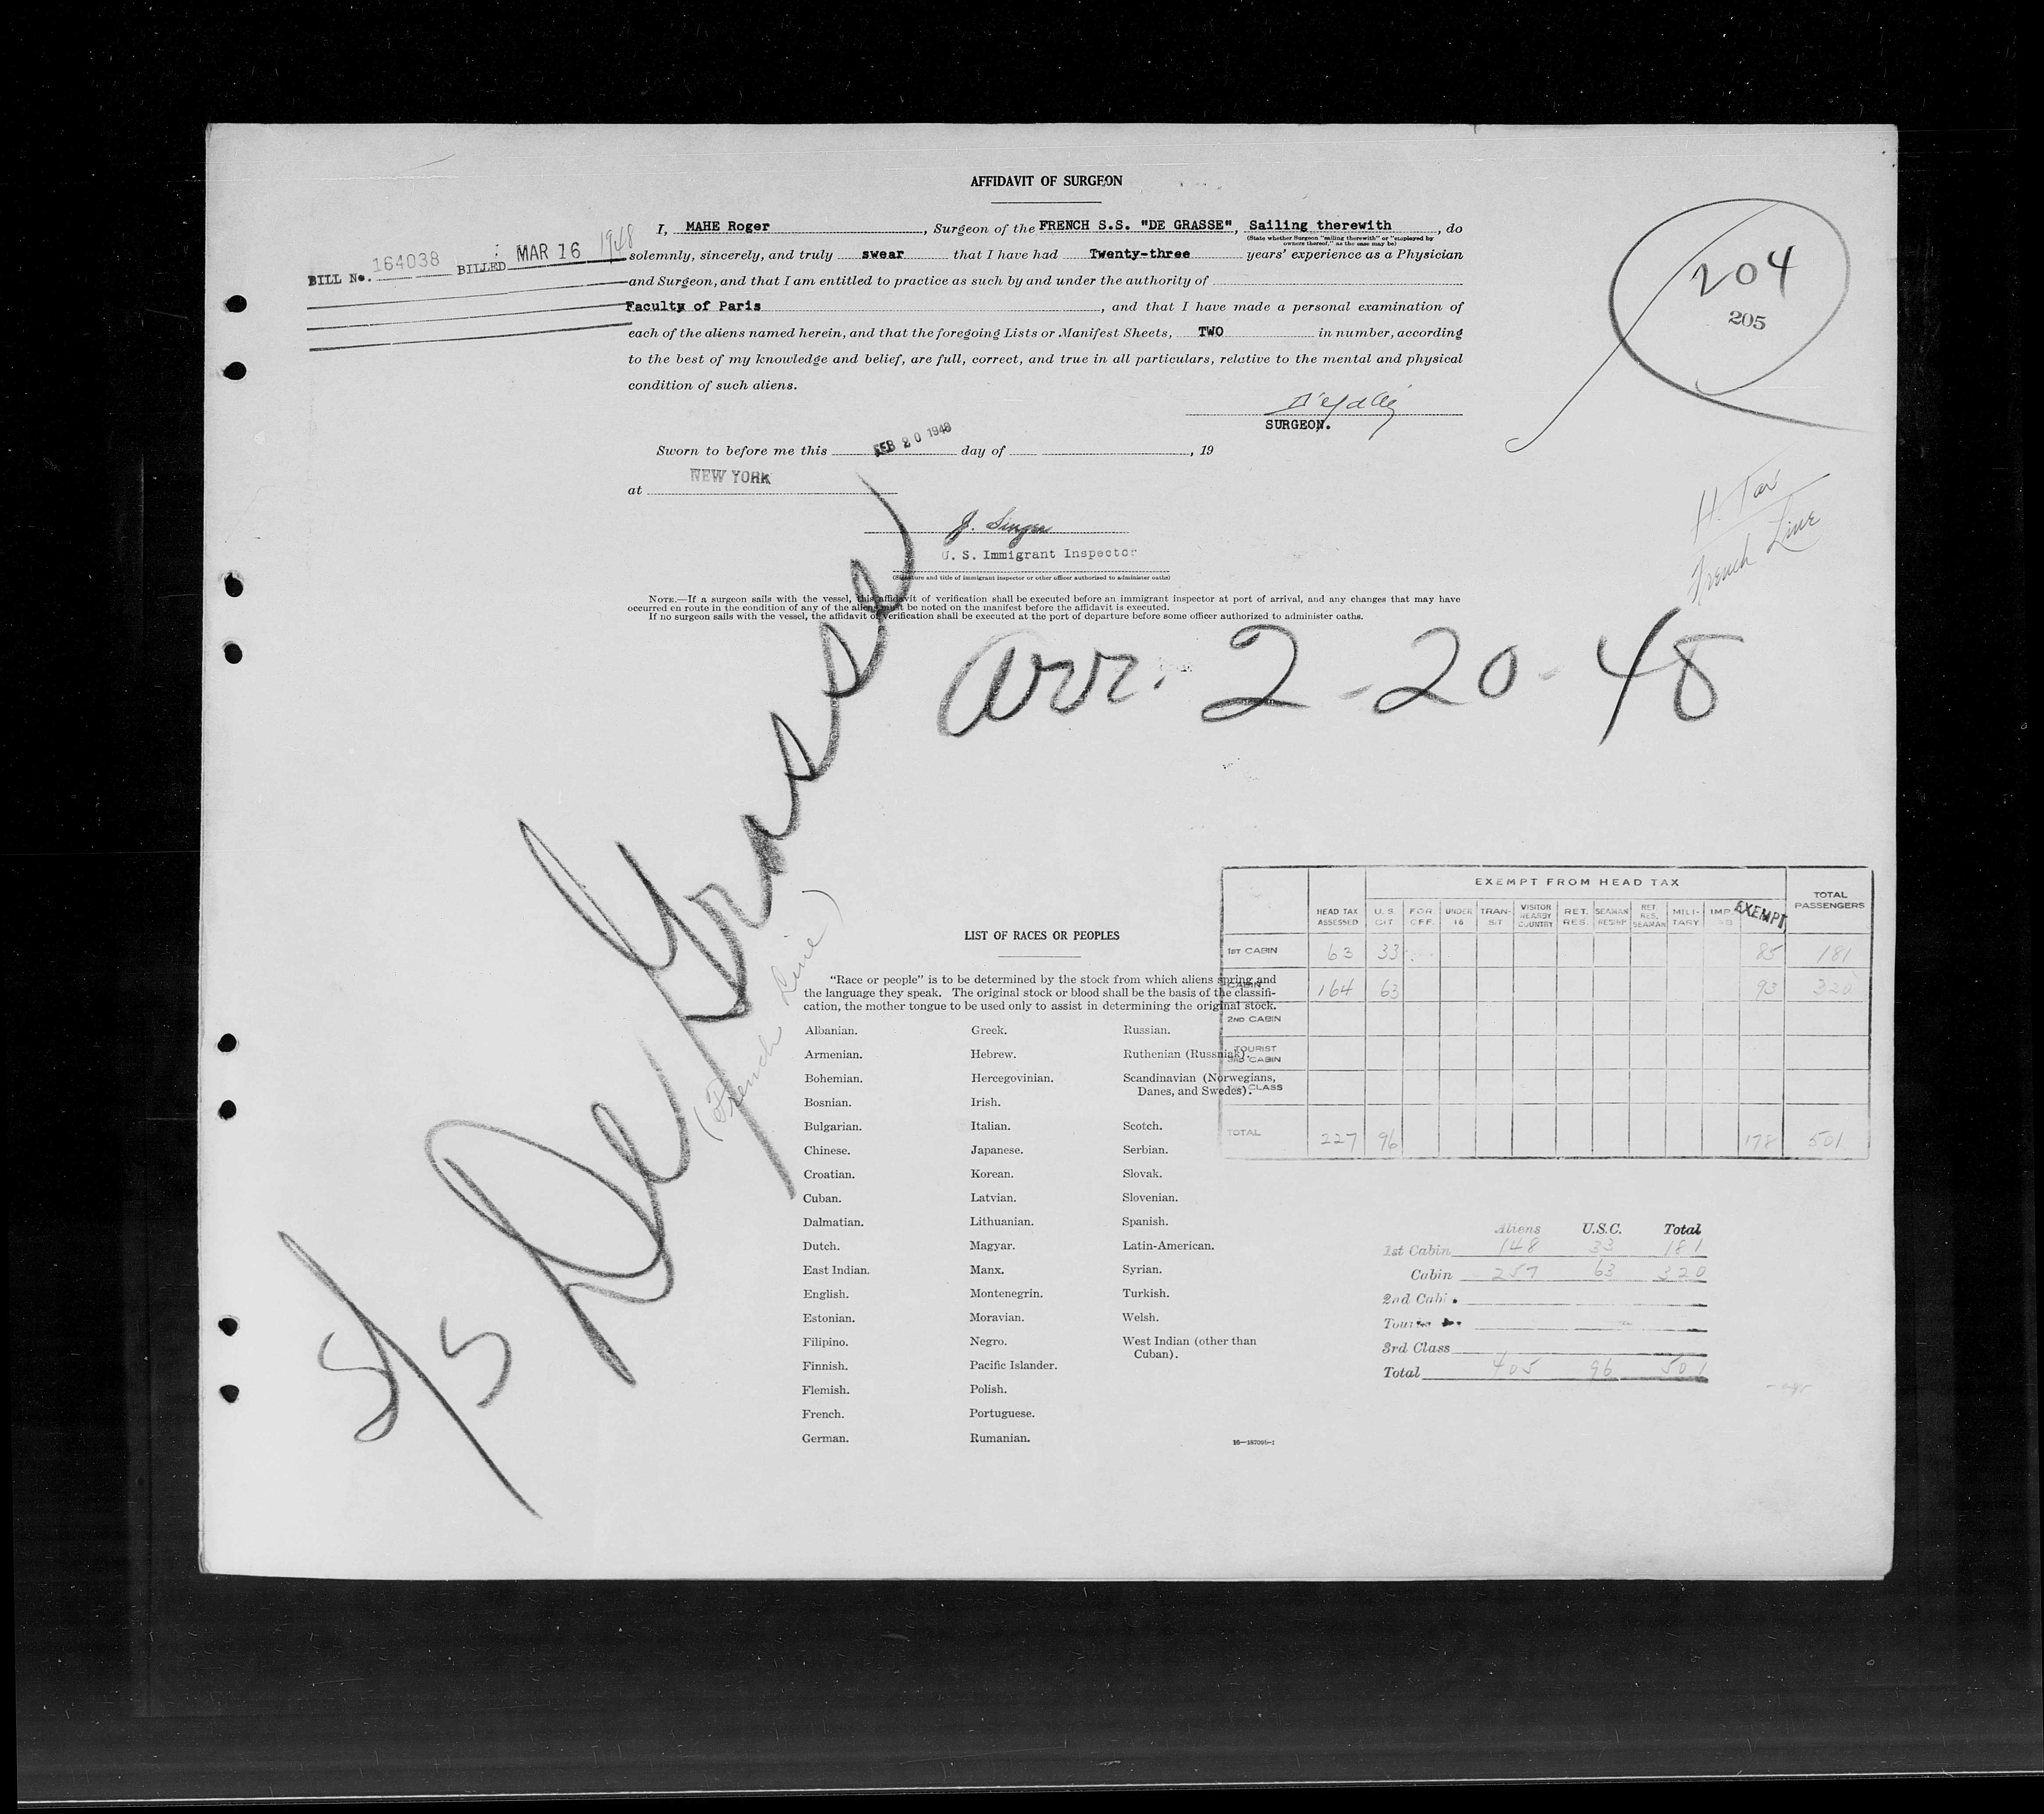 AFFIDAVIT OF SURGEON
I, MAHE Roger, Surgeon of the FRENCH S.S. "DE GRASSE", Sailing therewith, do
(State whether Surgeon "sailing therewith" or "employed by
owners thereof," as the case may be)
BILL No. 164038 BILLED MAR 16 1948
solemnly, sincerely, and truly swear that I have had Twenty-three years' experience as a Physician
and Surgeon, and that I am entitled to practice as such by and under the authority of
Faculty of Paris, and that I have made a personal examination of
each of the aliens named herein, and that the foregoing Lists or Manifest Sheets, TWO in number, according
to the best of my knowledge and belief, are full, correct, and true in all particulars, relative to the mental and physical
condition of such aliens.
204
205
SURGEON.
Sworn to before me this FEB 20 1948 day of , 19
at NEW YORK
J. Singer
U. S. Immigrant Inspector
(Signature and title of immigrant inspector or other officer authorized to administer oaths)
H. Tax
French Line
NOTE.—If a surgeon sails with the vessel, this affidavit of verification shall be executed before an immigrant inspector at port of arrival, and any changes that may have
occurred en route in the condition of any of the aliens must be noted on the manifest before the affidavit is executed.
If no surgeon sails with the vessel, the affidavit of verification shall be executed at the port of departure before some officer authorized to administer oaths.
arr. 2-20-48
S/S De Grasse
(French Line)
EXEMPT FROM HEAD TAX
HEAD TAX ASSESSED U.S. CIT FOR. OFF. UNDER 16 TRAN-SIT VISITOR NEARBY COUNTRY RET. RES. SEAMAN RESHIP RET. RES. SEAMAN MILI-TARY IMP. EXEMPT TOTAL PASSENGERS
1ST CABIN 63 33 85 181
CABIN 164 63 93 320
2ND CABIN
TOURIST
3RD CABIN
CLASS
TOTAL 227 96 178 501
LIST OF RACES OR PEOPLES
"Race or people" is to be determined by the stock from which aliens spring and
the language they speak. The original stock or blood shall be the basis of the classifi-
cation, the mother tongue to be used only to assist in determining the original stock.
Albanian. Greek. Russian.
Armenian. Hebrew. Ruthenian (Russniak).
Bohemian. Hercegovinian. Scandinavian (Norwegians,
Danes, and Swedes).
Bosnian. Irish.
Bulgarian. Italian. Scotch.
Chinese. Japanese. Serbian.
Croatian. Korean. Slovak.
Cuban. Latvian. Slovenian.
Dalmatian. Lithuanian. Spanish.
Dutch. Magyar. Latin-American.
East Indian. Manx. Syrian.
English. Montenegrin. Turkish.
Estonian. Moravian. Welsh.
Filipino. Negro. West Indian (other than
Cuban).
Finnish. Pacific Islander.
Flemish. Polish.
French. Portuguese.
German. Rumanian.
Aliens U.S.C. Total
1st Cabin 148 33 181
Cabin 257 63 320
2nd Cabi
3rd Class
Total 405 96 501